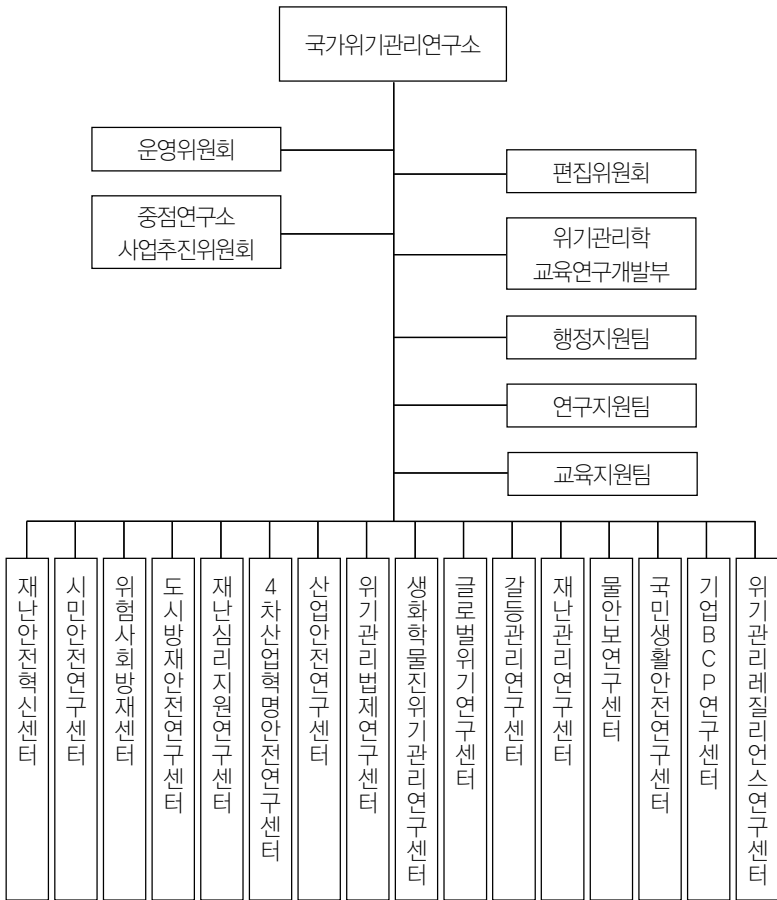 국가위기관리연구소
운영위원회
편집위원회
중점연구소
사업추진위원회
위기관리학
교육연구개발부
행정지원팀
연구지원팀
교육지원팀
재난안전혁신센터
시민안전연구센터
위험사회방재센터
도시방재안전연구센터
재난심리지원연구센터
4차산업혁명안전연구센터
산업안전연구센터
위기관리법제연구센터
생화학물진위기관리연구센터
글로벌위기연구센터
갈등관리연구센터
재난관리연구센터
물안보연구센터
국민생활안전연구센터
기업BCP연구센터
위기관리레질리언스연구센터